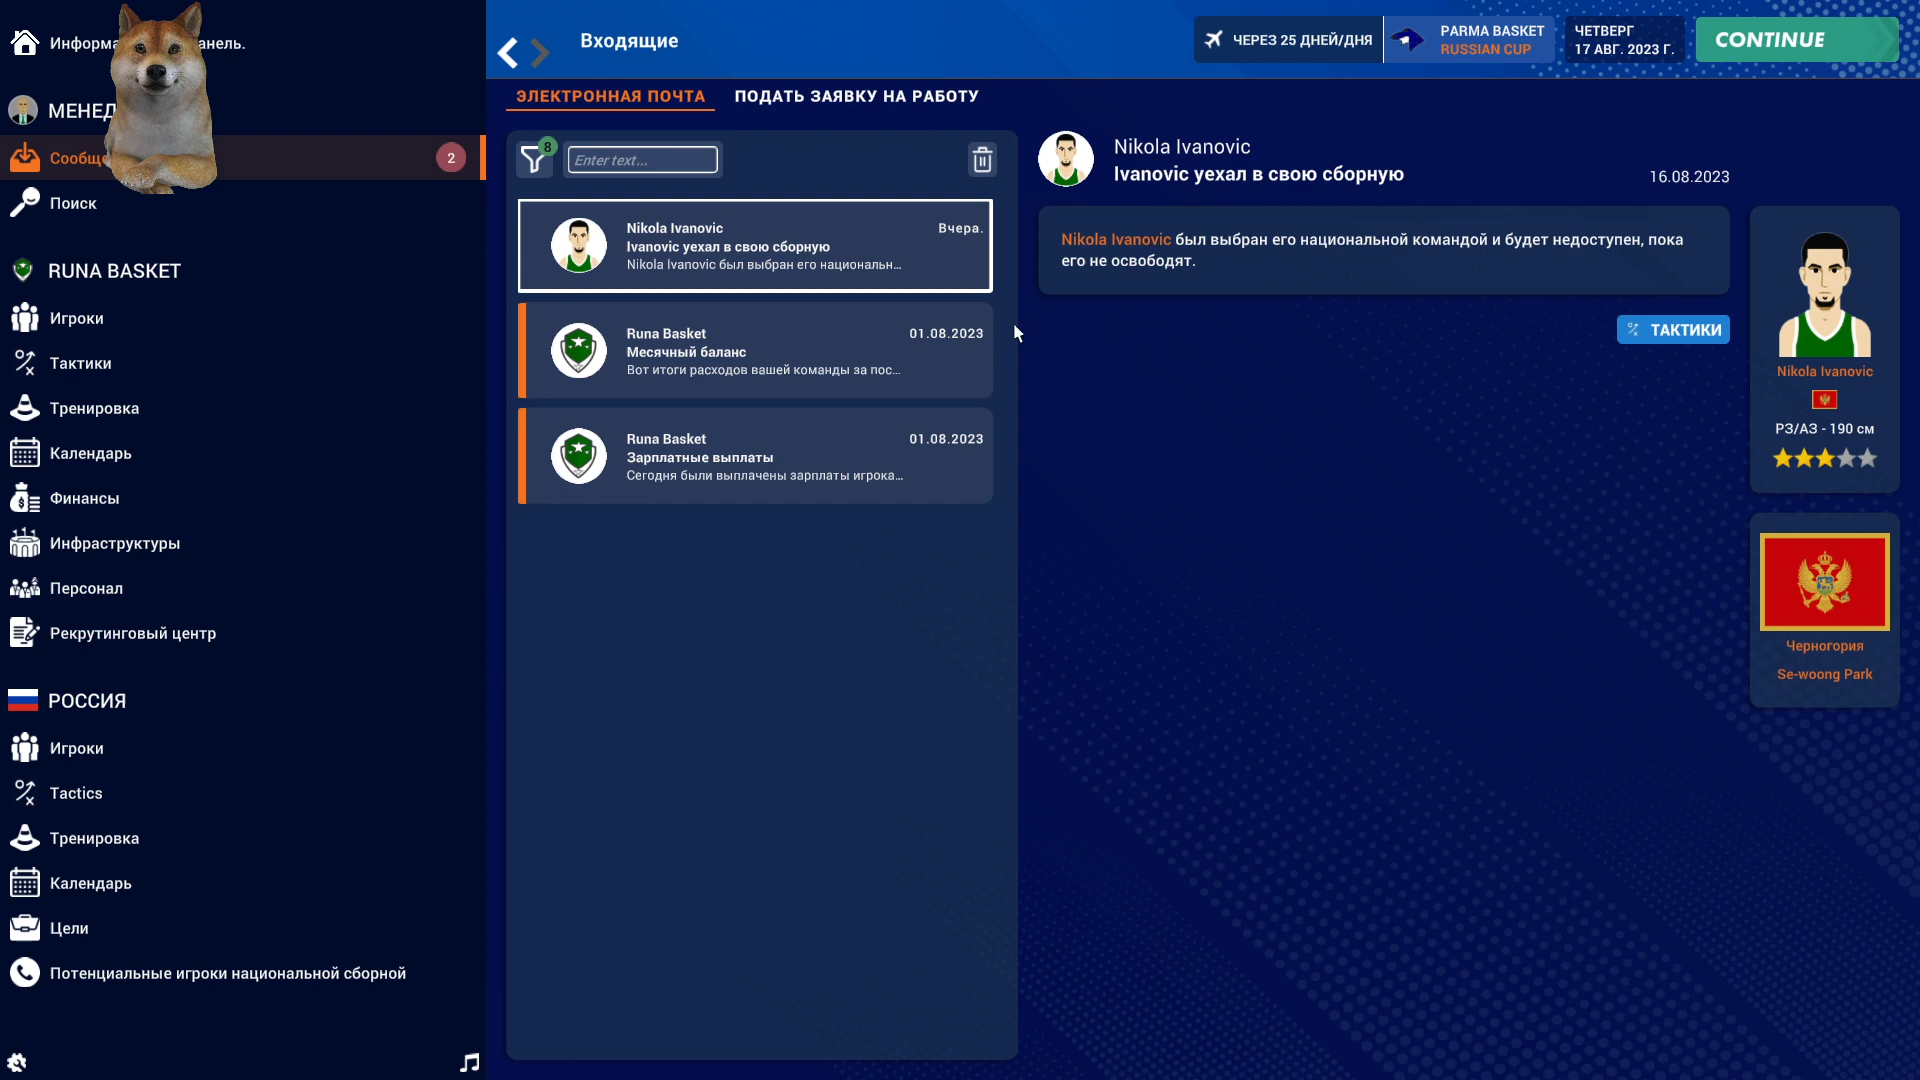 Информа
анель.
МЕНЕД
Сообщ
2
Поиск
RUNA BASKET
Игроки
Тактики
Тренировка
Календарь
Финансы
Инфраструктуры
Персонал
Рекрутинговый центр
РОССИЯ
Игроки
Tactics
Тренировка
Календарь
Цели
Потенциальные игроки национальной сборной
Входящие
ЧЕРЕЗ 25 ДНЕЙ/ДНЯ
PARMA BASKET
RUSSIAN CUP
ЧЕТВЕРГ
17 АВГ. 2023 Г.
CONTINUE
ЭЛЕКТРОННАЯ ПОЧТА
ПОДАТЬ ЗАЯВКУ НА РАБОТУ
8
Enter text...
Nikola Ivanovic
Вчера.
Ivanovic уехал в свою сборную
Nikola Ivanovic был выбран его национальн...
Runa Basket
01.08.2023
Месячный баланс
Вот итоги расходов вашей команды за пос...
Runa Basket
01.08.2023
Зарплатные выплаты
Сегодня были выплачены зарплаты игрока...
Nikola Ivanovic
Ivanovic уехал в свою сборную
16.08.2023
Nikola Ivanovic был выбран его национальной командой и будет недоступен, пока
его не освободят.
ТАКТИКИ
Nikola Ivanovic
РЗ/АЗ - 190 см
Черногория
Se-woong Park